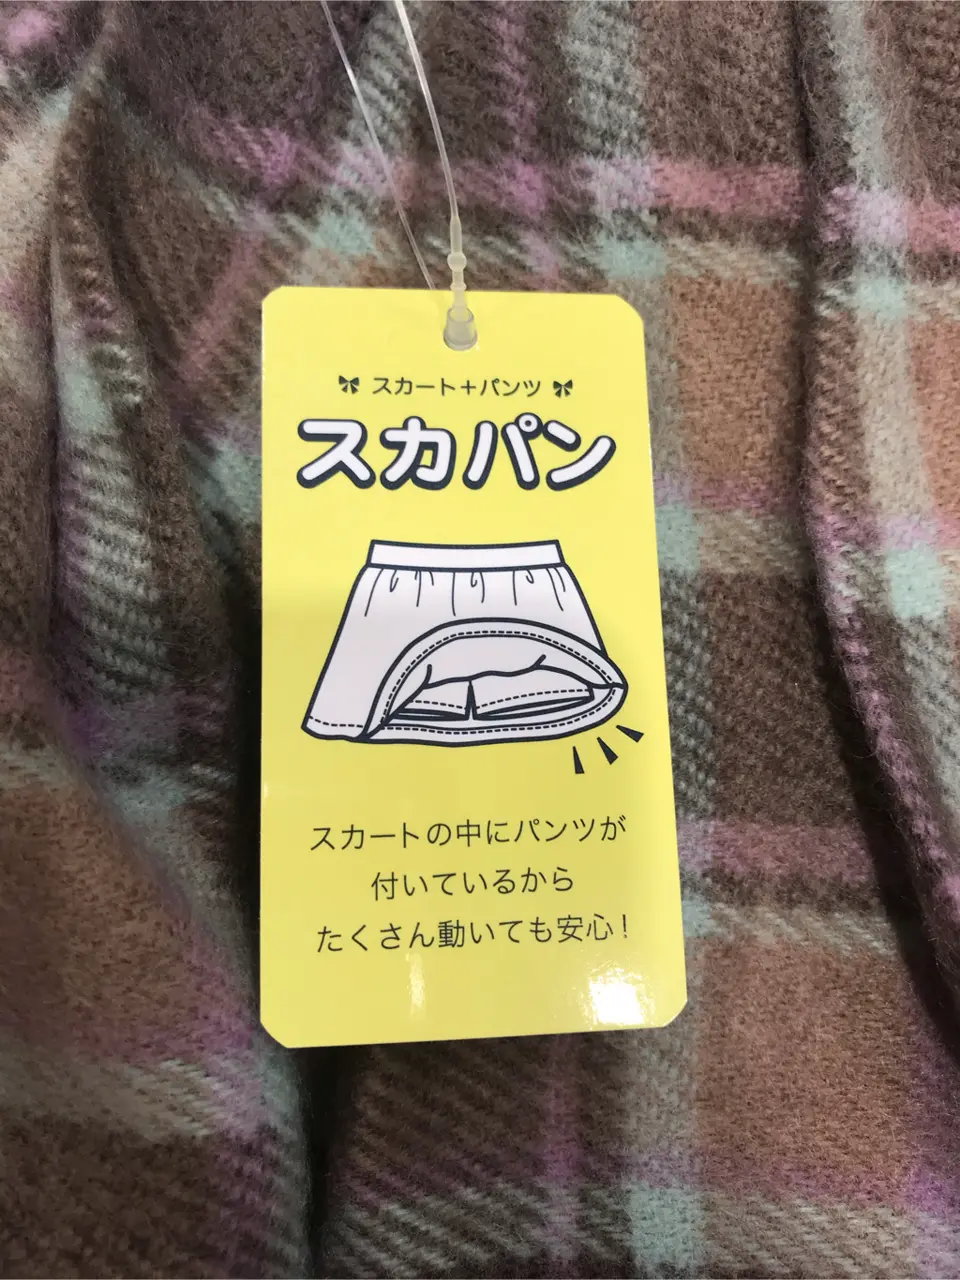 スカート+パンツ
スカパン
スカートの中にパンツが
付いているから
たくさん動いても安心!